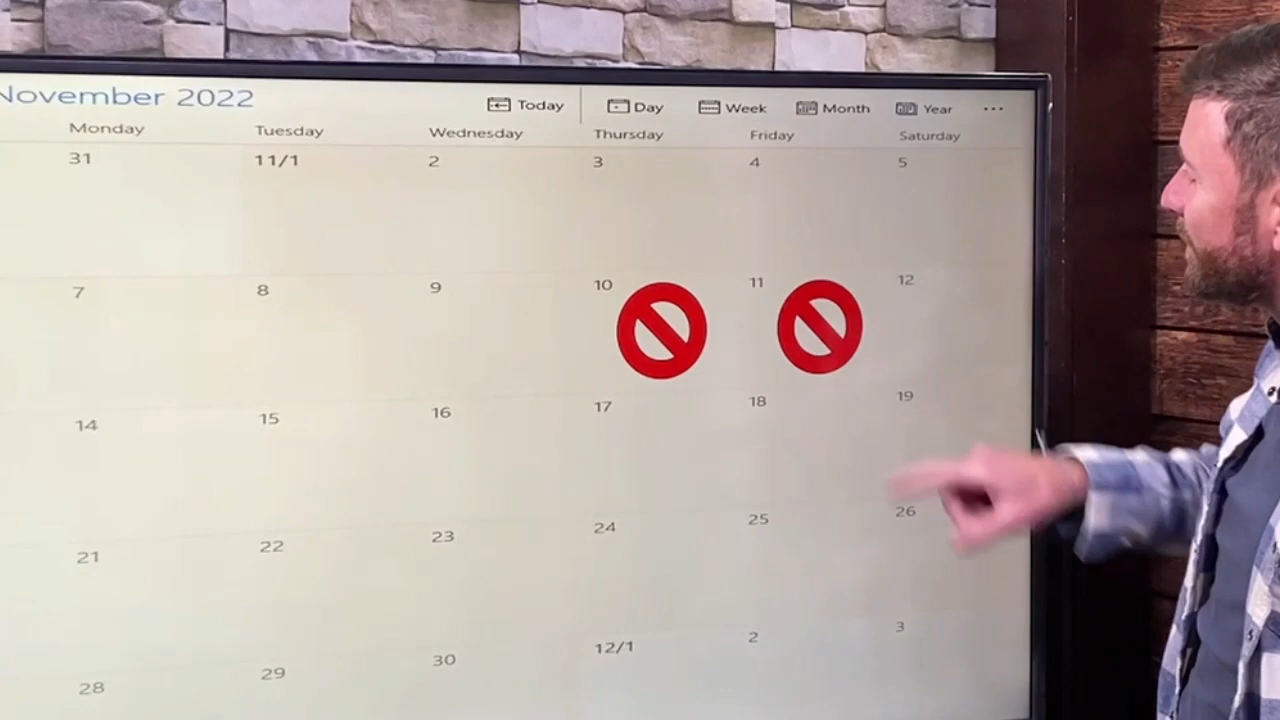 November 2022
Today Day Week Month Year ...
Monday Tuesday Wednesday Thursday Friday Saturday
31 11/1 2 3 4 5
7 8 9 10 11 12
14 15 16 17 18 19
21 22 23 24 25 26
28 29 30 12/1 2 3